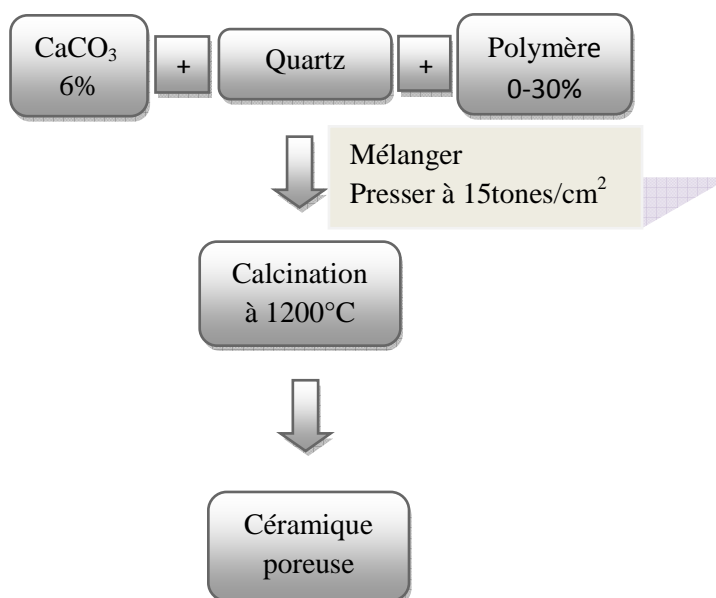 CaCO3
6%
+
Quartz
+
Polymère
0-30%
Mélanger
Presser à 15tones/cm2
Calcination
à 1200°C
Céramique
poreuse